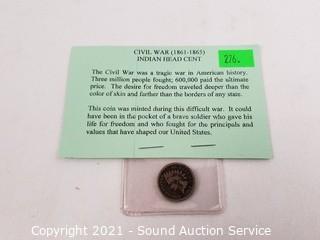 CIVIL WAR (1861-1865)
INDIAN HEAD CENT
276.
The Civil War was a tragic war in American history.
Three million people fought; 600,000 paid the ultimate
price. The desire for freedom traveled deeper than the
color of skin and farther than the borders of any state.
This coin was minted during this difficult war. It could
have been in the pocket of a brave soldier who gave his
life for freedom and who fought for the principals and
values that have shaped our United States.
Copyright 2021 - Sound Auction Service